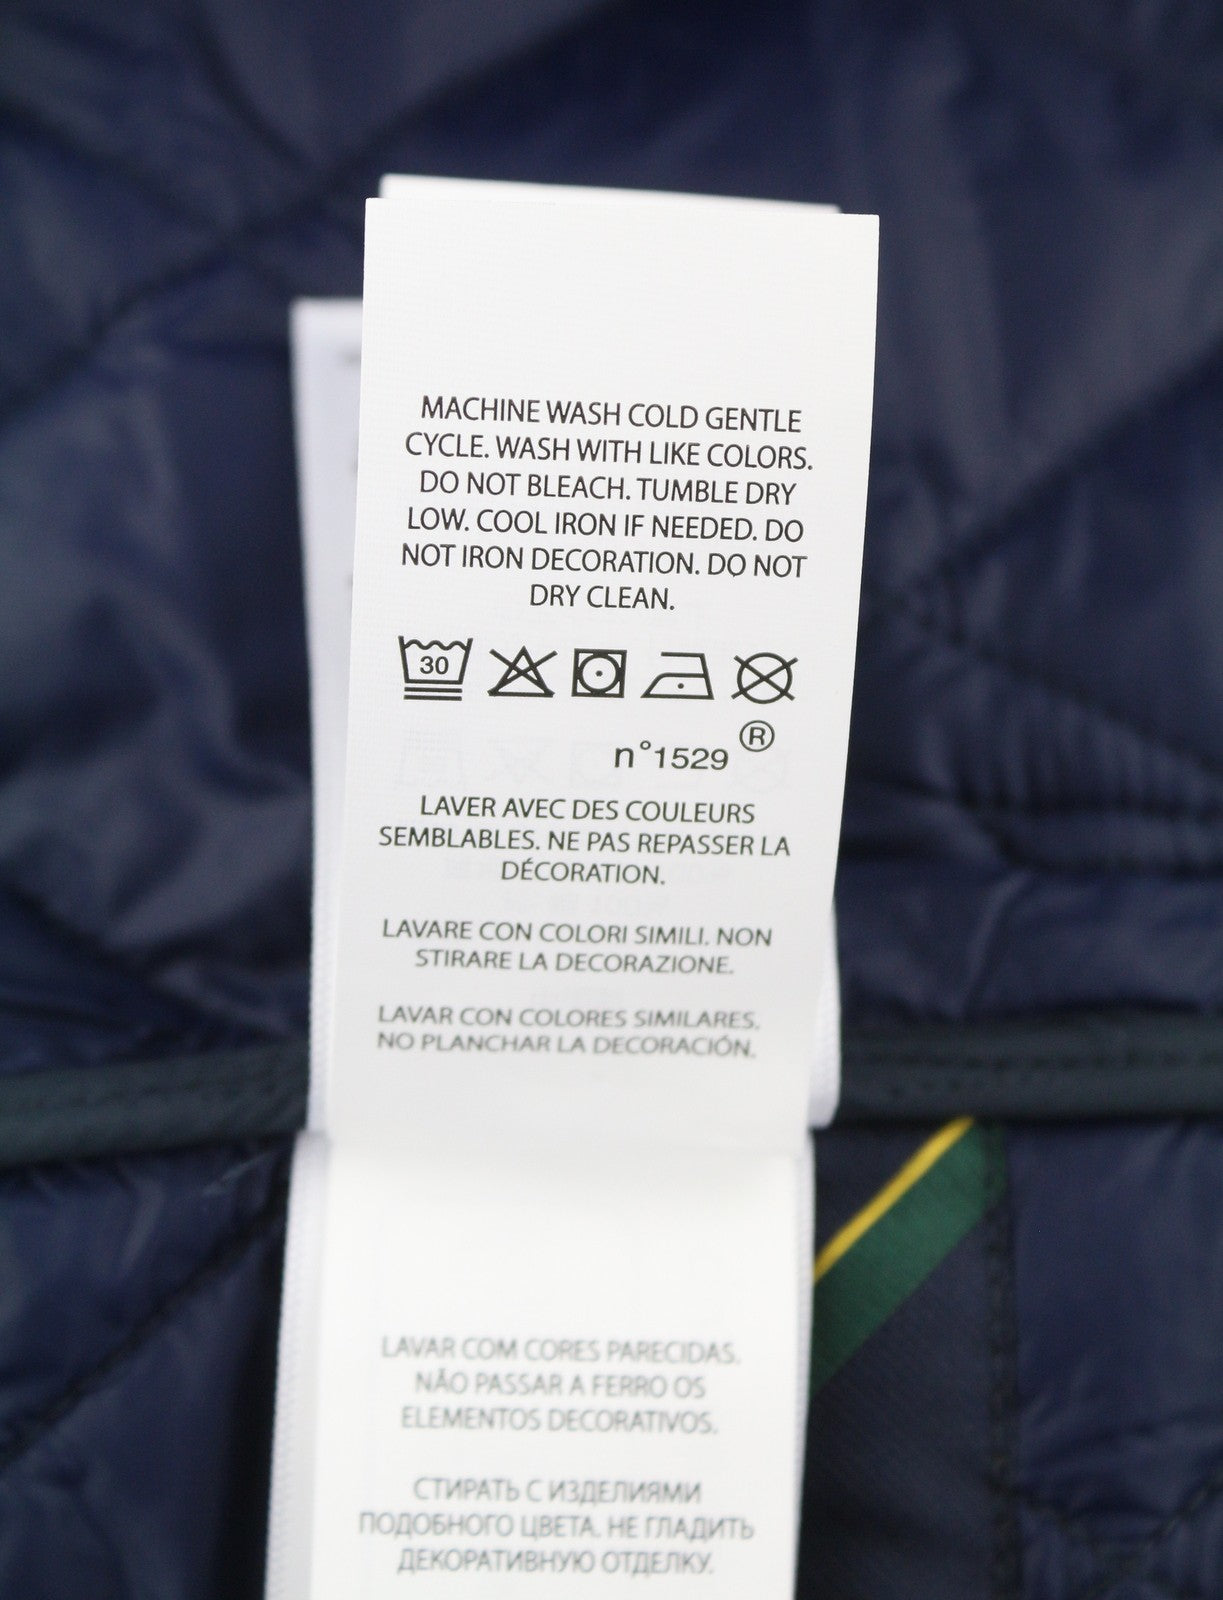 MACHINE WASH COLD GENTLE
CYCLE. WASH WITH LIKE COLORS.
DO NOT BLEACH. TUMBLE DRY
LOW. COOL IRON IF NEEDED. DO
NOT IRON DECORATION. DO NOT
DRY CLEAN.
30
n°1529 ®
LAVER AVEC DES COULEURS
SEMBLABLES. NE PAS REPASSER LA
DÉCORATION.
LAVARE CON COLORI SIMILI. NON
STIRARE LA DECORAZIONE.
LAVAR CON COLORES SIMILARES.
NO PLANCHAR LA DECORACIÓN.
LAVAR COM CORES PARECIDAS.
NÃO PASSAR A FERRO OS
ELEMENTOS DECORATIVOS.
СТИРАТЬ С ИЗДЕЛИЯМИ
ПОДОБНОГО ЦВЕТА. НЕ ГЛАДИТЬ
ДЕКОРАТИВНУЮ ОТДЕЛКУ.